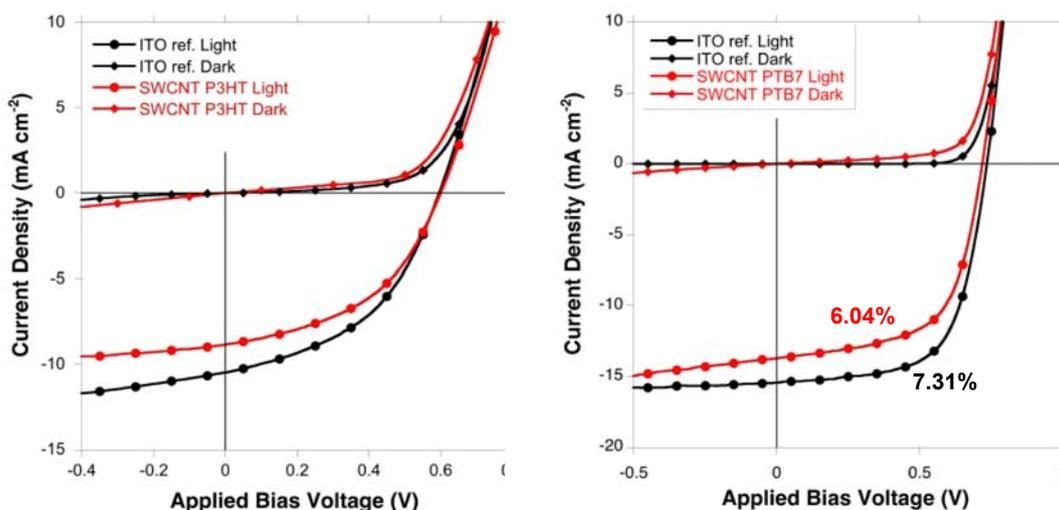 10
5
0
-5
-10
-15
-0.4
-0.2
0
0.2
0.4
0.6
Current Density (mA cm-2)
Applied Bias Voltage (V)
ITO ref. Light
ITO ref. Dark
SWCNT P3HT Light
SWCNT P3HT Dark
10
5
0
-5
-10
-15
-20
-0.5
0
0.5
Current Density (mA cm-2)
Applied Bias Voltage (V)
ITO ref. Light
ITO ref. Dark
SWCNT PTB7 Light
SWCNT PTB7 Dark
6.04%
7.31%